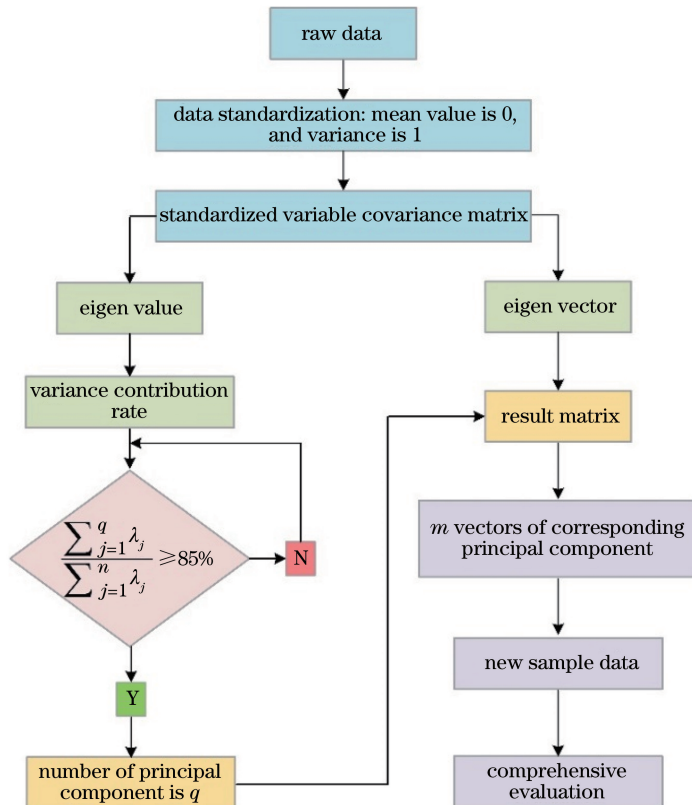 raw data
data standardization: mean value is 0,
and variance is 1
standardized variable covariance matrix
eigen value
eigen vector
variance contribution
rate
result matrix
∑ q j=1 λj / ∑ n j=1 λj ≥85%
N
m vectors of corresponding
principal component
Y
new sample data
number of principal
component is q
comprehensive
evaluation